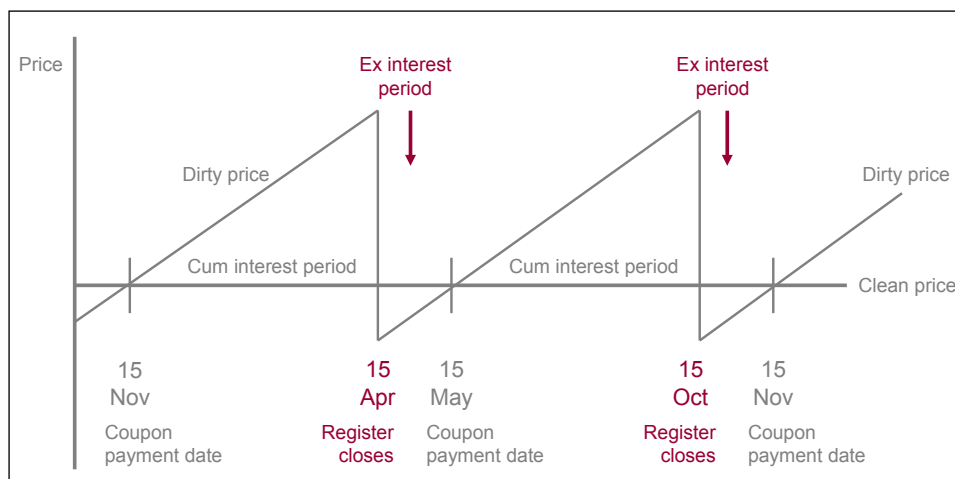 Price
Ex interest
period
Ex interest
period
Dirty price
Dirty price
Cum interest period
Cum interest period
Clean price
15
Nov
Coupon
payment date
15
Apr
Register
closes
15
May
Coupon
payment date
15
Oct
Register
closes
15
Nov
Coupon
payment date